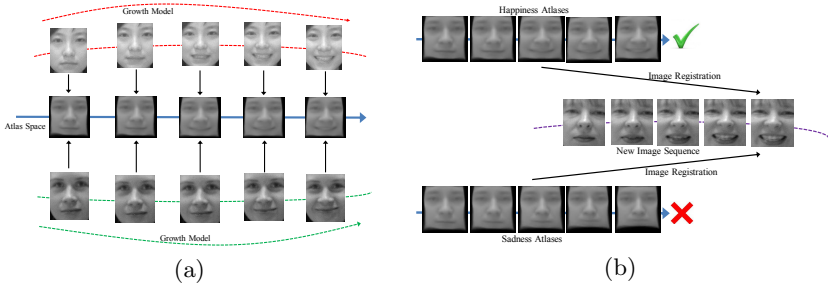 Growth Model
Atlas Space
Growth Model
(a)
Happiness Atlases
Image Registration
New Image Sequence
Image Registration
Sadness Atlases
(b)